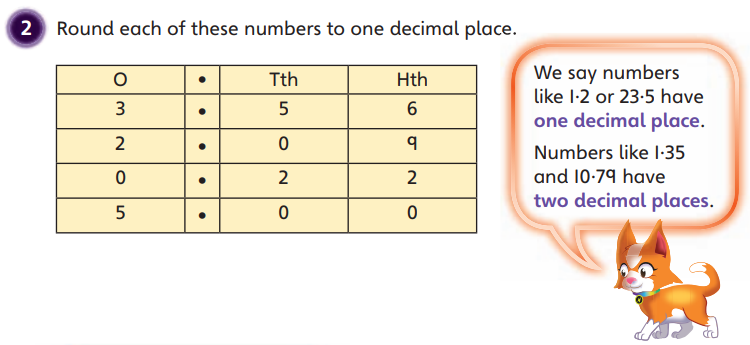 2 Round each of these numbers to one decimal place.
O • Tth Hth
3 • 5 6
2 • 0 9
0 • 2 2
5 • 0 0
We say numbers
like 1·2 or 23·5 have
one decimal place.
Numbers like 1·35
and 10·79 have
two decimal places.